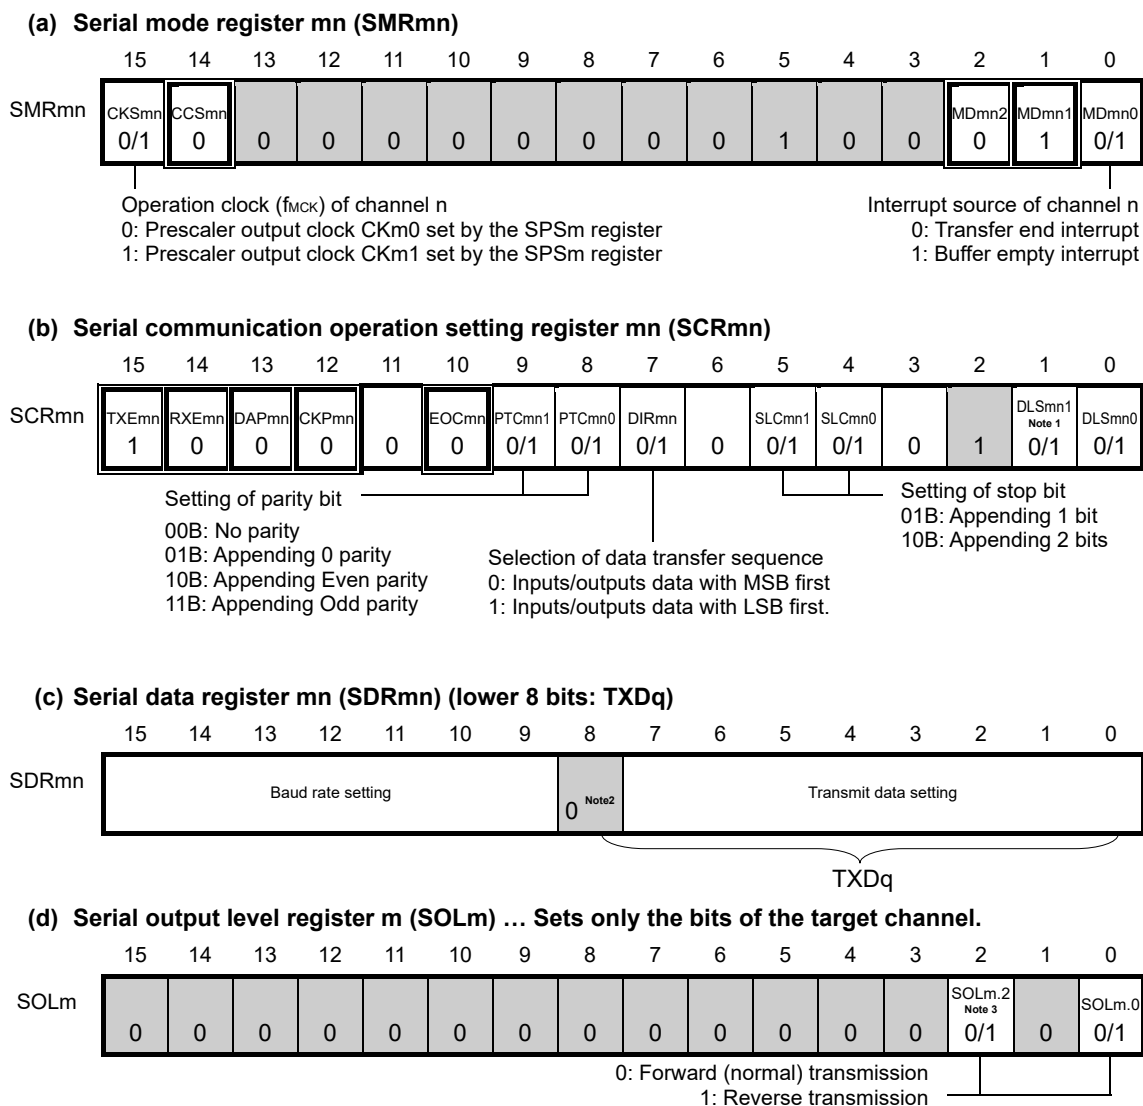 (a) Serial mode register mn (SMRmn)
15 14 13 12 11 10 9 8 7 6 5 4 3 2 1 0
SMRmn
CKSmn CCSmn MDmn2 MDmn1 MDmn0
0/1 0 0 0 0 0 0 0 0 0 1 0 0 0 1 0/1
Operation clock (fMCK) of channel n
0: Prescaler output clock CKm0 set by the SPSm register
1: Prescaler output clock CKm1 set by the SPSm register
Interrupt source of channel n
0: Transfer end interrupt
1: Buffer empty interrupt
(b) Serial communication operation setting register mn (SCRmn)
15 14 13 12 11 10 9 8 7 6 5 4 3 2 1 0
SCRmn
TXEmn RXEmn DAPmn CKPmn EOCmn PTCmn1 PTCmn0 DIRmn SLCmn1 SLCmn0 DLSmn1 DLSmn0
Note 1
1 0 0 0 0 0 0/1 0/1 0/1 0 0/1 0/1 0 1 0/1 0/1
Setting of parity bit
00B: No parity
01B: Appending 0 parity
10B: Appending Even parity
11B: Appending Odd parity
Selection of data transfer sequence
0: Inputs/outputs data with MSB first
1: Inputs/outputs data with LSB first.
Setting of stop bit
01B: Appending 1 bit
10B: Appending 2 bits
(c) Serial data register mn (SDRmn) (lower 8 bits: TXDq)
15 14 13 12 11 10 9 8 7 6 5 4 3 2 1 0
SDRmn
Baud rate setting
0 Note2
Transmit data setting
TXDq
(d) Serial output level register m (SOLm) … Sets only the bits of the target channel.
15 14 13 12 11 10 9 8 7 6 5 4 3 2 1 0
SOLm
SOLm.2 SOLm.0
Note 3
0 0 0 0 0 0 0 0 0 0 0 0 0 0/1 0 0/1
0: Forward (normal) transmission
1: Reverse transmission